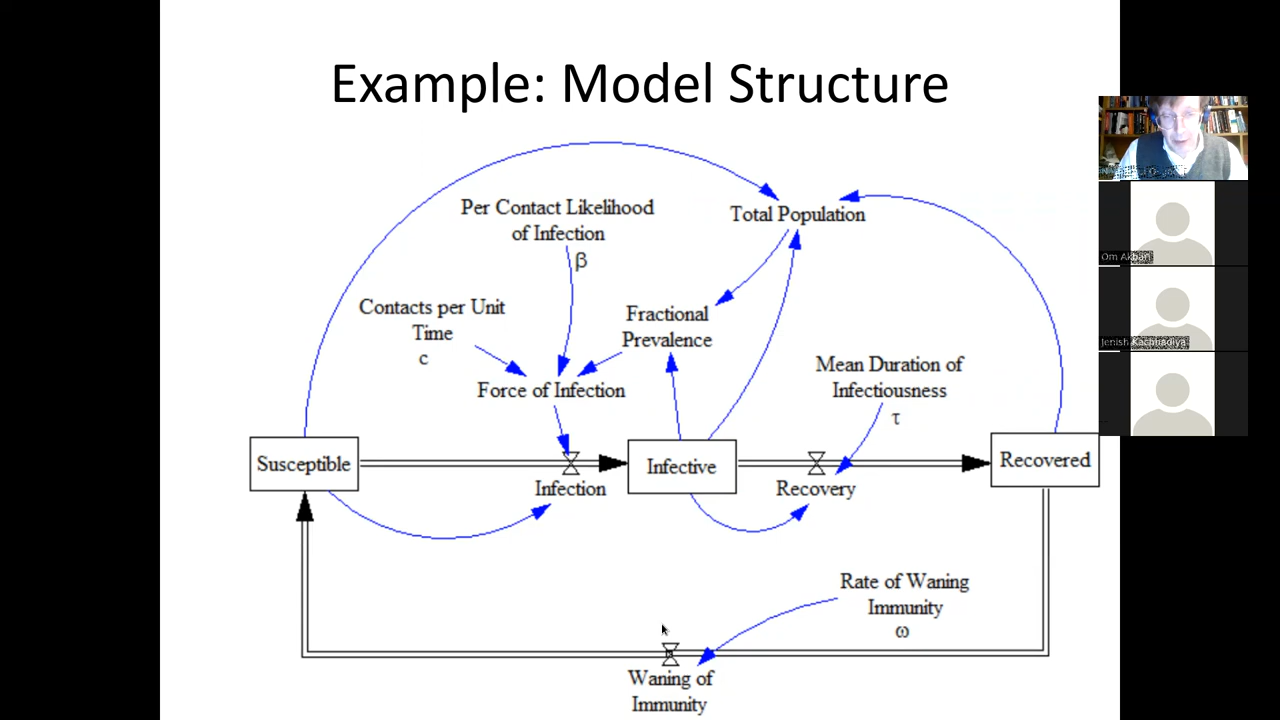 Example: Model Structure
Per Contact Likelihood
of Infection
β
Total Population
Contacts per Unit
Time
c
Fractional
Prevalence
Force of Infection
Mean Duration of
Infectiousness
τ
Susceptible
Infective
Recovered
Infection
Recovery
Rate of Waning
Immunity
ω
Waning of
Immunity
Om Akbari
Jenish Kachhadiya